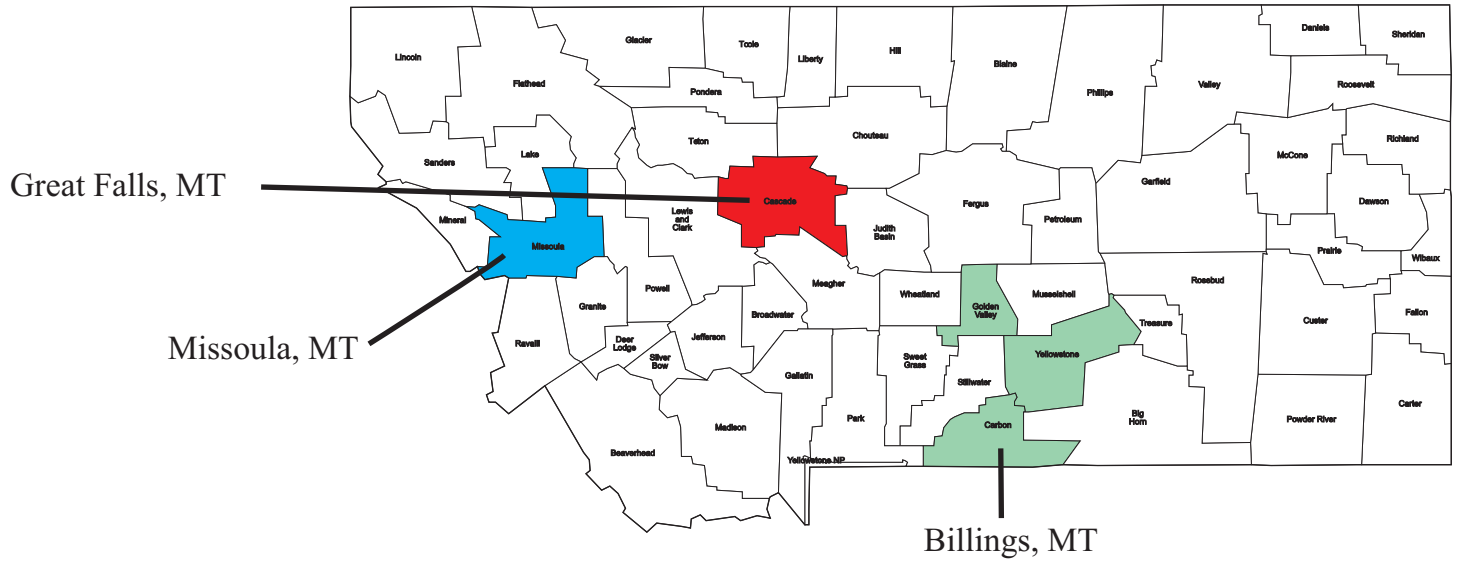 Lincoln
Flathead
Glacier
Toole
Liberty
Hill
Blaine
Phillips
Valley
Daniels
Sheridan
Roosevelt
Pondera
Teton
Chouteau
Richland
McCone
Sanders
Lake
Garfield
Great Falls, MT
Cascade
Fergus
Petroleum
Dawson
Mineral
Missoula
Lewis
and
Clark
Judith
Basin
Prairie
Wibaux
Powell
Meagher
Wheatland
Golden
Valley
Musselshell
Rosebud
Granite
Broadwater
Treasure
Custer
Fallon
Missoula, MT
Ravalli
Deer
Lodge
Jefferson
Silver
Bow
Gallatin
Sweet
Grass
Stillwater
Yellowstone
Park
Carbon
Big
Horn
Powder River
Carter
Madison
Beaverhead
Yellowstone NP
Billings, MT